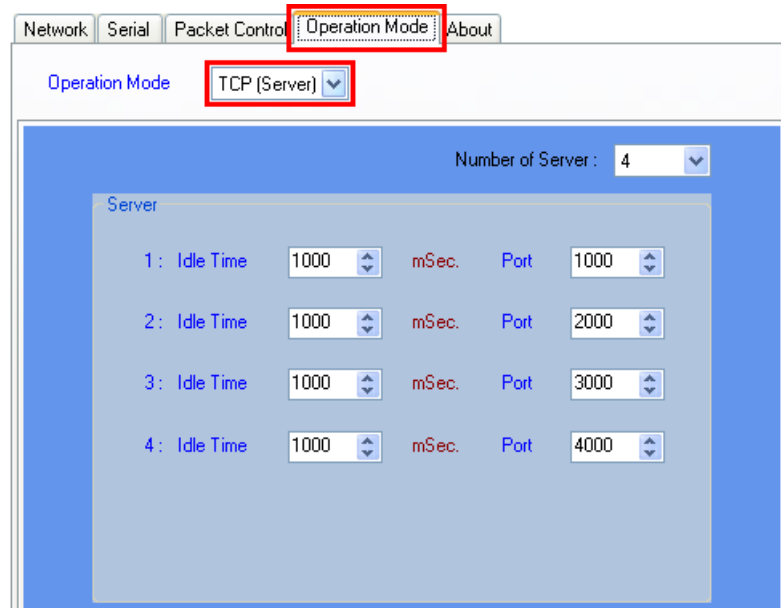 Network Serial Packet Control Operation Mode About
Operation Mode TCP (Server)
Number of Server : 4
Server
1 : Idle Time 1000 mSec. Port 1000
2 : Idle Time 1000 mSec. Port 2000
3 : Idle Time 1000 mSec. Port 3000
4 : Idle Time 1000 mSec. Port 4000